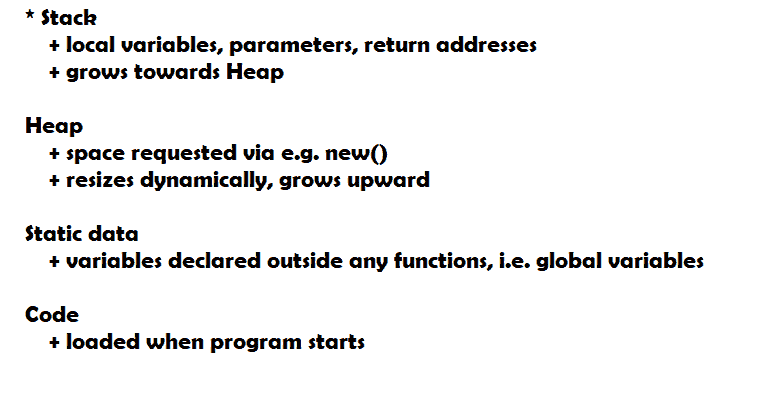 * Stack
+ local variables, parameters, return addresses
+ grows towards Heap
Heap
+ space requested via e.g. new()
+ resizes dynamically, grows upward
Static data
+ variables declared outside any functions, i.e. global variables
Code
+ loaded when program starts